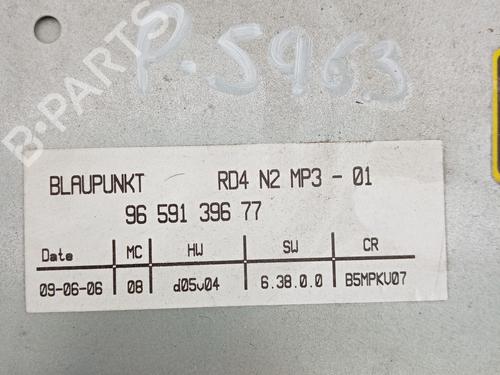 P.5963
B-PARTS
BLAUPUNKT RD4 N2 MP3 - 01
96 591 396 77
Date MC HW SW CR
09-06-06 08 d05v04 6.38.0.0 B5MPKV07